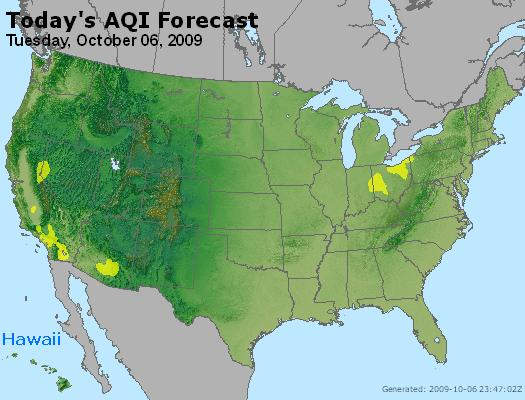 Today's AQI Forecast
Tuesday, October 06, 2009
Hawaii
Generated: 2009-10-06 23:47:02Z